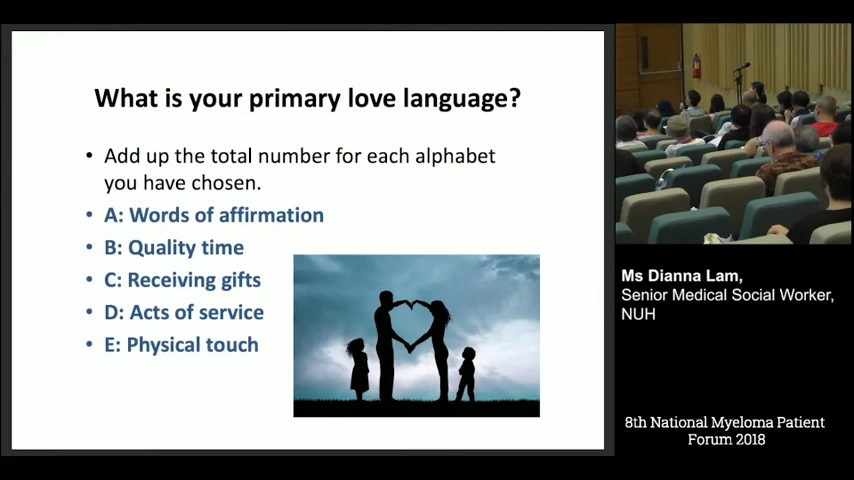 What is your primary love language?
• Add up the total number for each alphabet
you have chosen.
• A: Words of affirmation
• B: Quality time
• C: Receiving gifts
• D: Acts of service
• E: Physical touch
Ms Dianna Lam,
Senior Medical Social Worker,
NUH
8th National Myeloma Patient
Forum 2018